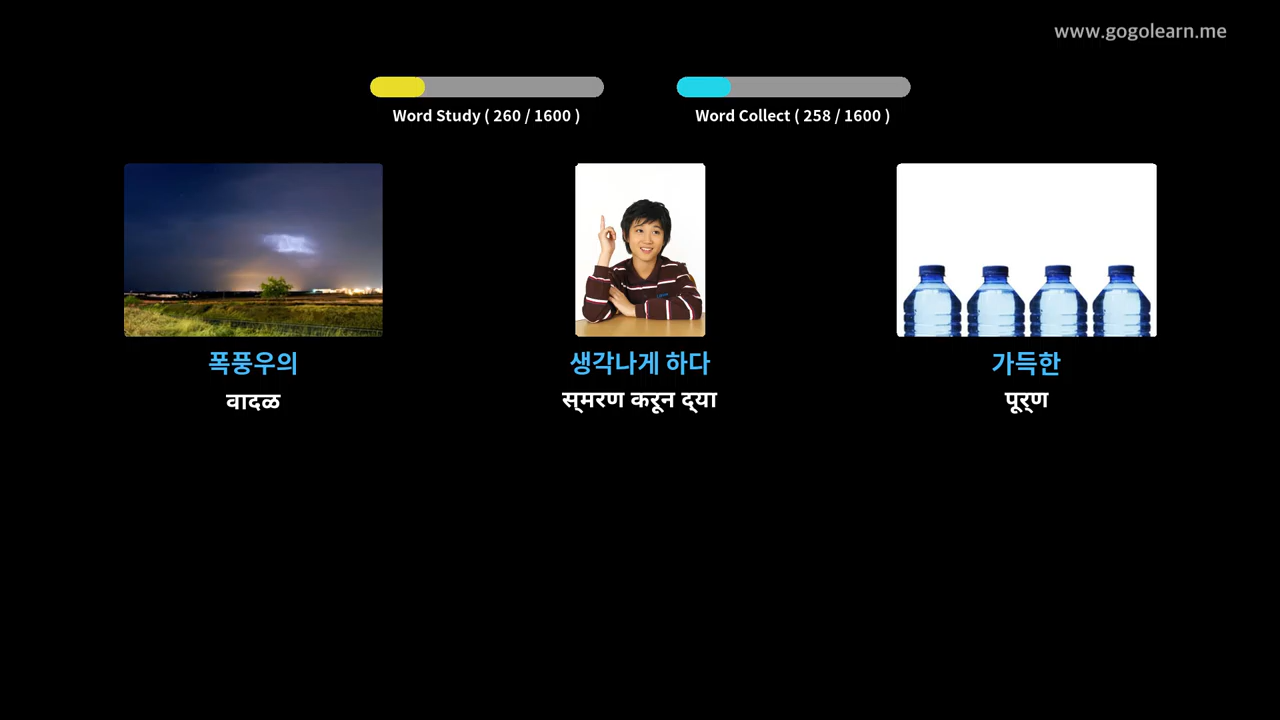 www.gogolearn.me
Word Study ( 260 / 1600 )
Word Collect ( 258 / 1600 )
폭풍우의
वादळ
생각나게 하다
स्मरण करून द्या
가득한
पूर्ण